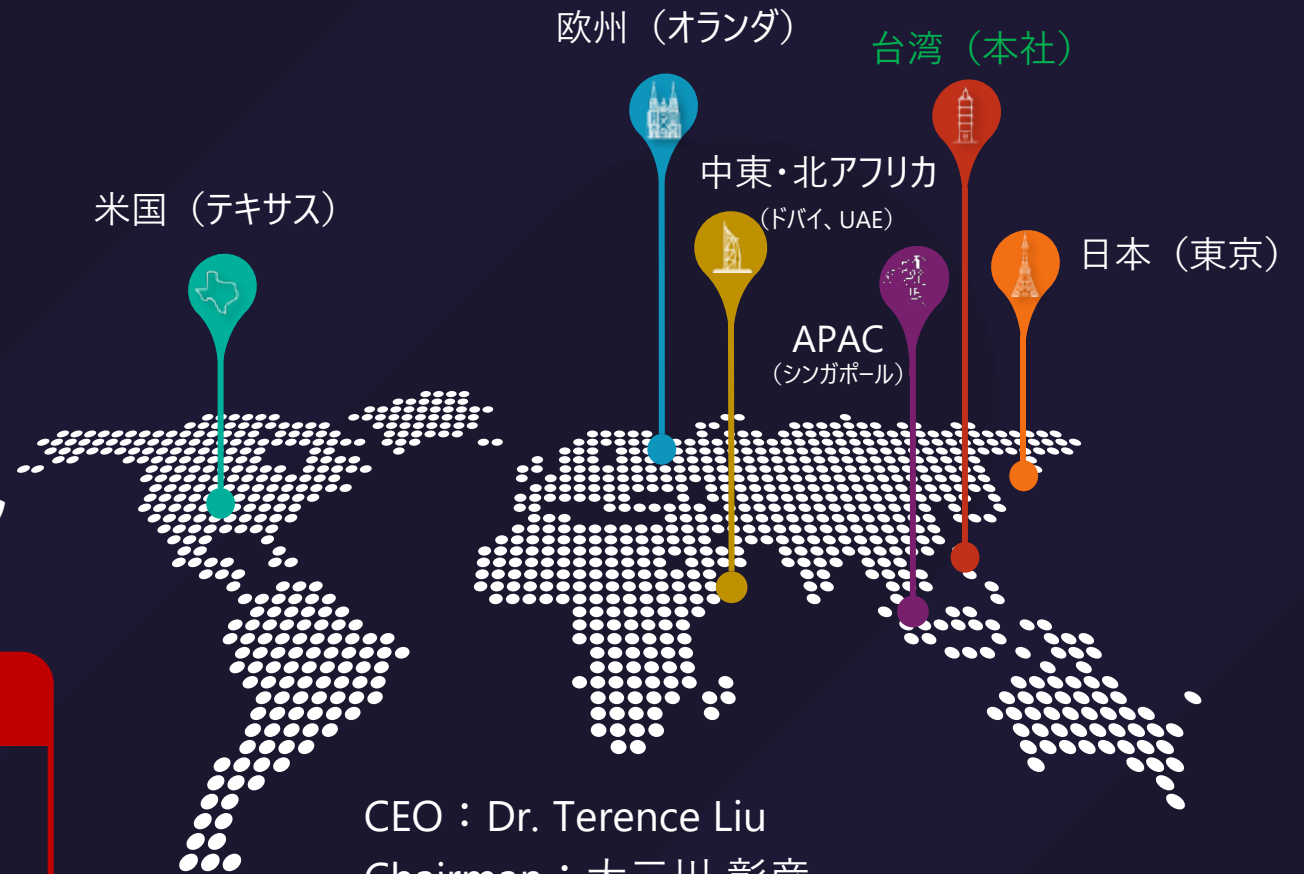 欧州（オランダ）
台湾（本社）
中東・北アフリカ
（ドバイ、UAE）
米国（テキサス）
日本（東京）
APAC
（シンガポール）
CEO：Dr. Terence Liu
Chairman：